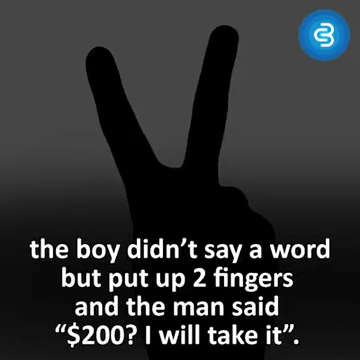 the boy didn't say a word
but put up 2 fingers
and the man said
“$200? I will take it”.